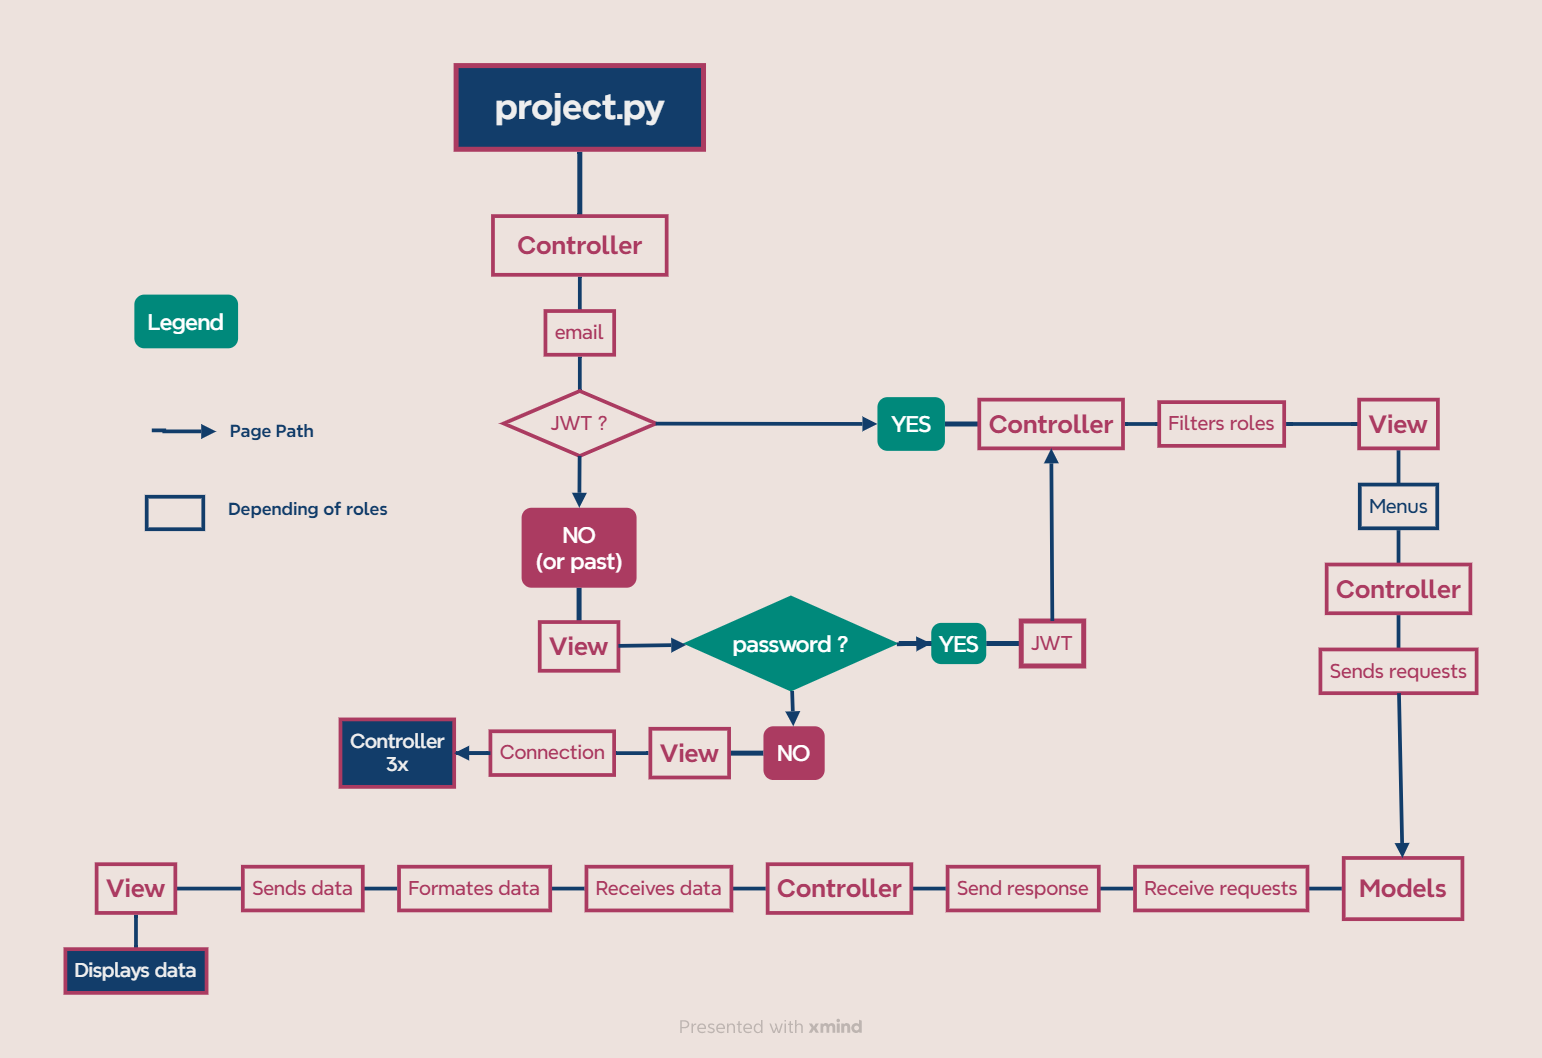 project.py
Controller
email
Legend
JWT ?
YES
Controller
Filters roles
View
Page Path
Depending of roles
Menus
NO
(or past)
Controller
View
password ?
YES
JWT
Sends requests
Controller
3x
Connection
View
NO
View
Sends data
Formates data
Receives data
Controller
Send response
Receive requests
Models
Displays data
Presented with xmind